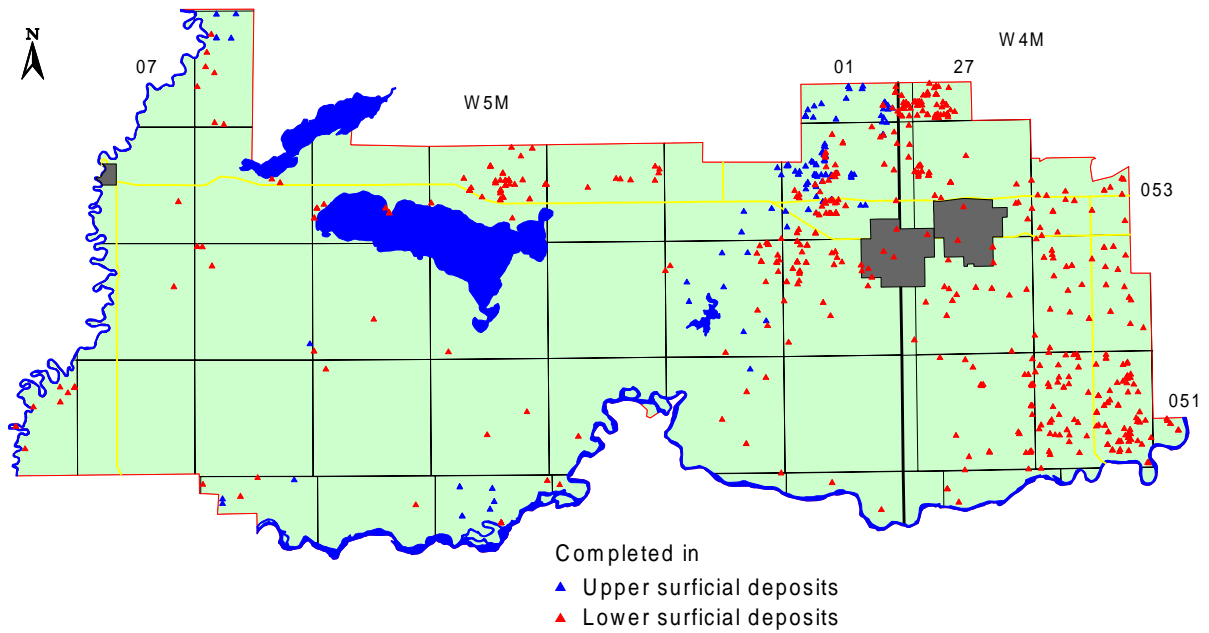 N
W4M
07
01
27
W5M
053
051
Completed in
Upper surficial deposits
Lower surficial deposits